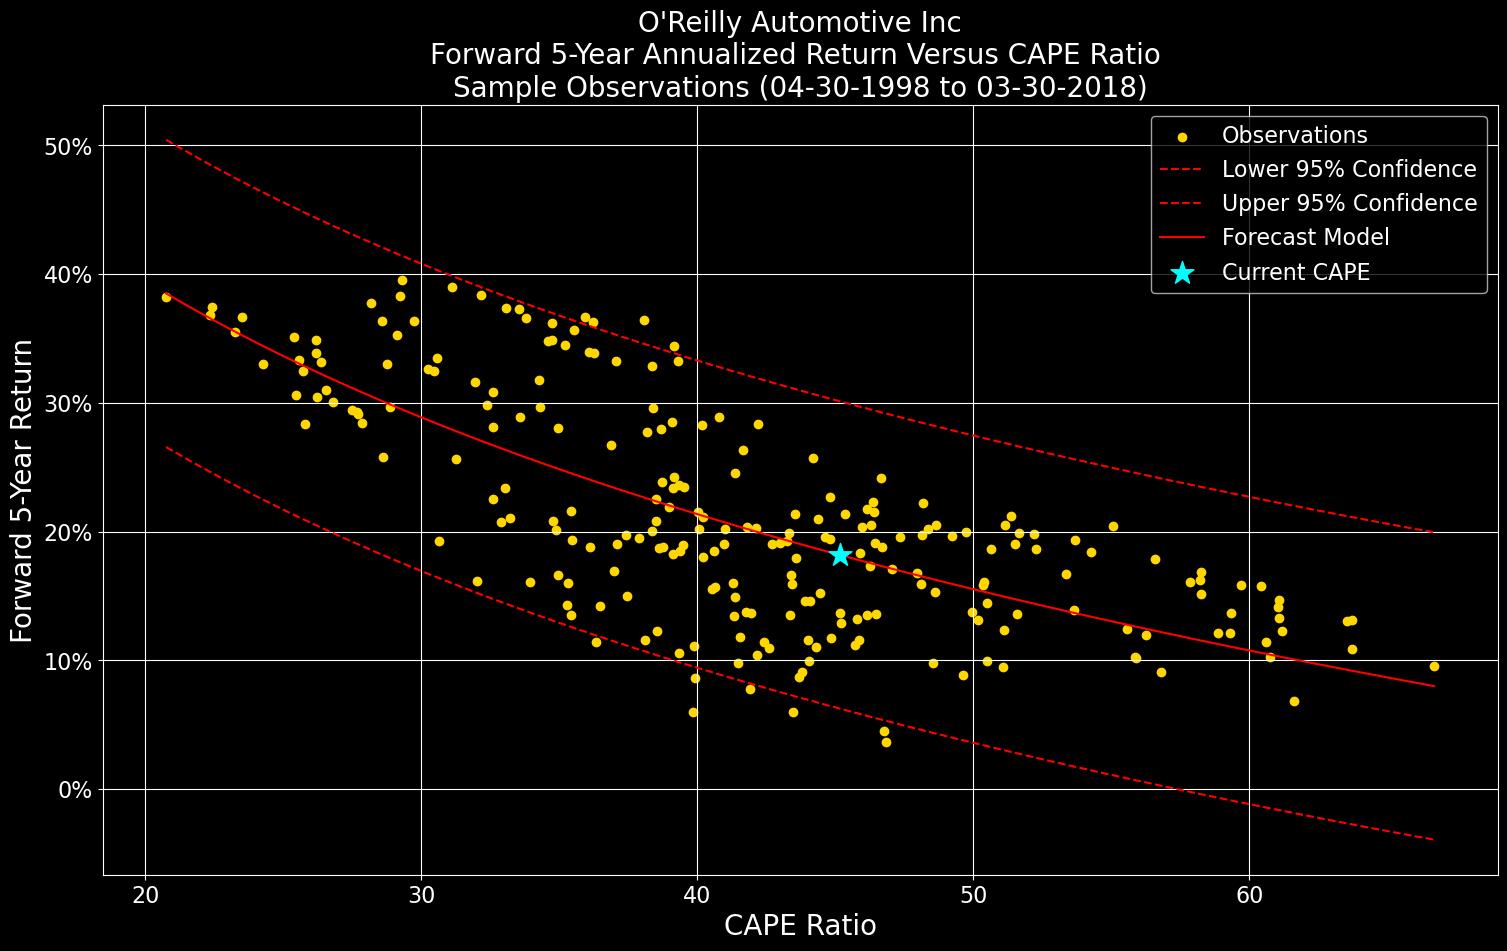 O'Reilly Automotive Inc
Forward 5-Year Annualized Return Versus CAPE Ratio
Sample Observations (04-30-1998 to 03-30-2018)
Observations
Lower 95% Confidence
Upper 95% Confidence
Forecast Model
Current CAPE
Forward 5-Year Return
50%
40%
30%
20%
10%
0%
20 30 40 50 60
CAPE Ratio